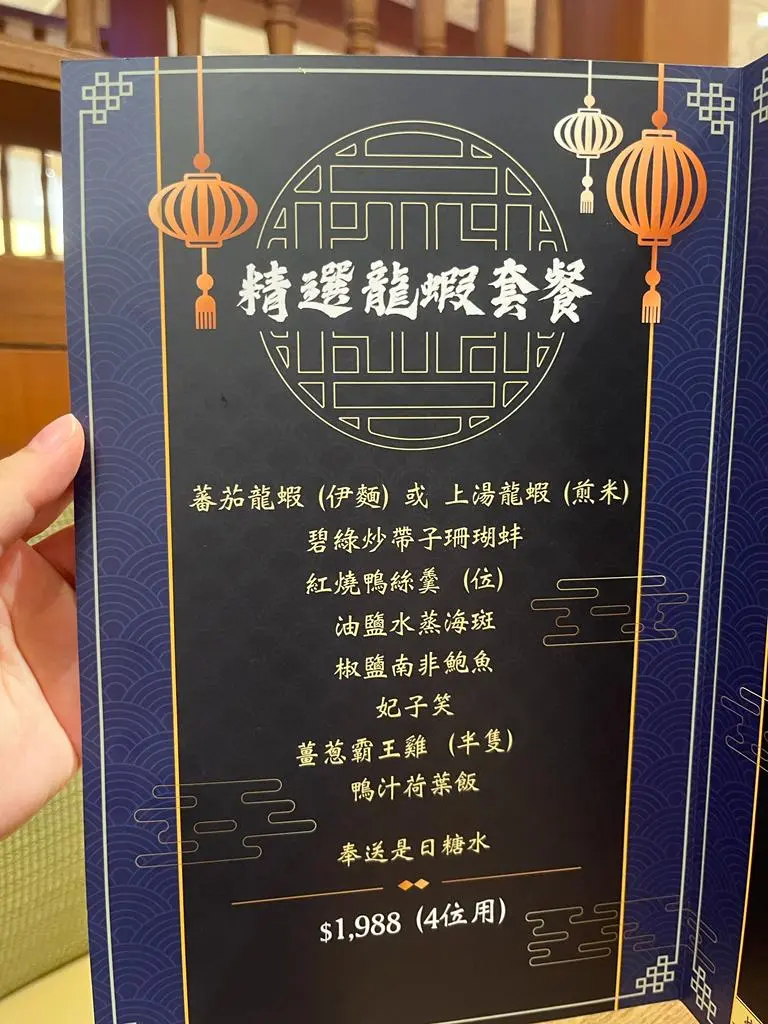 精選龍蝦套餐
蕃茄龍蝦 (伊麵) 或 上湯龍蝦 (煎米)
碧綠炒帶子珊瑚蚌
紅燒鴨絲羹 (位)
油鹽水蒸海斑
椒鹽南非鮑魚
妃子笑
薑蔥霸王雞 (半隻)
鴨汁荷葉飯
奉送是日糖水
$1,988 (4位用)